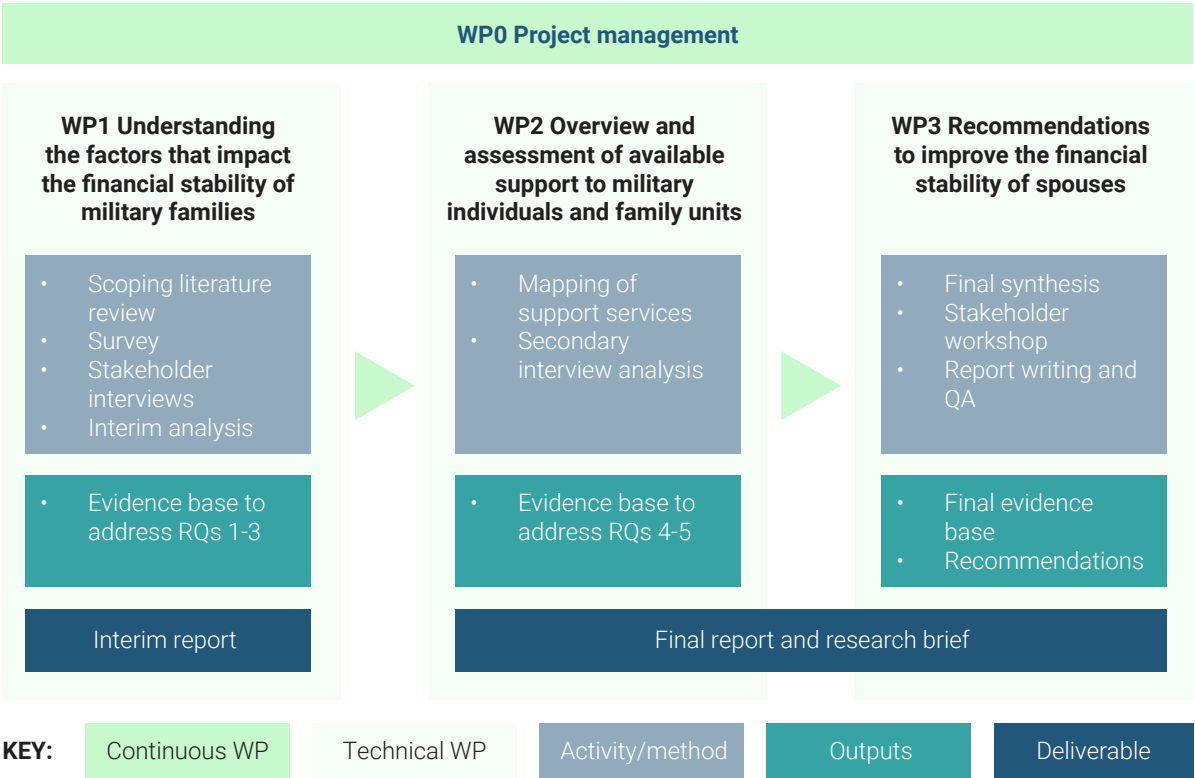 WP0 Project management
WP1 Understanding
the factors that impact
the financial stability of
military families
• Scoping literature
review
• Survey
• Stakeholder
interviews
• Interim analysis
• Evidence base to
address RQs 1-3
Interim report
WP2 Overview and
assessment of available
support to military
individuals and family units
• Mapping of
support services
• Secondary
interview analysis
• Evidence base to
address RQs 4-5
WP3 Recommendations
to improve the financial
stability of spouses
• Final synthesis
• Stakeholder
workshop
• Report writing and
QA
• Final evidence
base
• Recommendations
Final report and research brief
KEY:
Continuous WP
Technical WP
Activity/method
Outputs
Deliverable